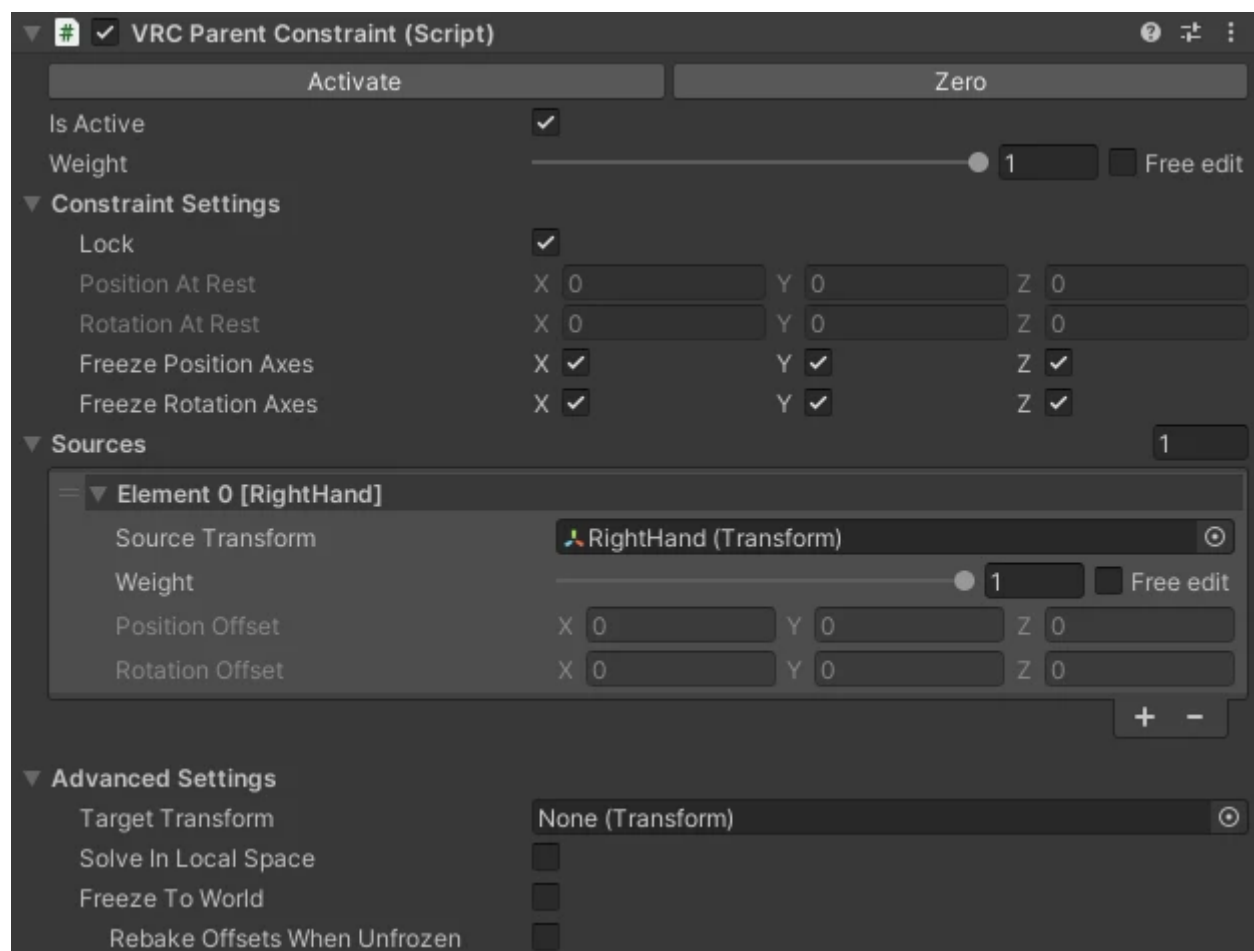 # VRC Parent Constraint (Script)
Activate Zero
Is Active
Weight 1 Free edit
Constraint Settings
Lock
Position At Rest X 0 Y 0 Z 0
Rotation At Rest X 0 Y 0 Z 0
Freeze Position Axes X Y Z
Freeze Rotation Axes X Y Z
Sources 1
Element 0 [RightHand]
Source Transform RightHand (Transform)
Weight 1 Free edit
Position Offset X 0 Y 0 Z 0
Rotation Offset X 0 Y 0 Z 0
+ −
Advanced Settings
Target Transform None (Transform)
Solve In Local Space
Freeze To World
Rebake Offsets When Unfrozen